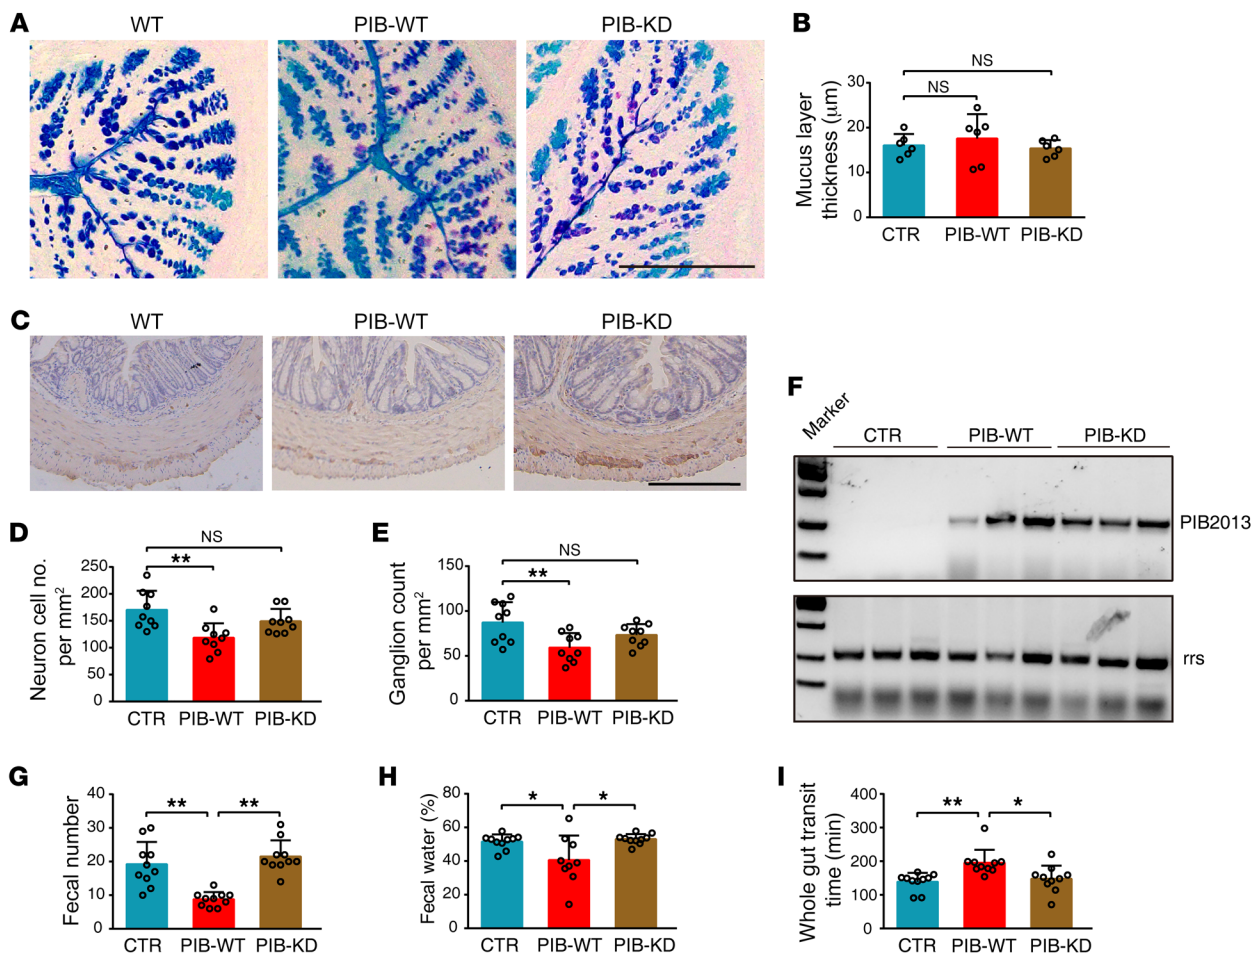 A
WT
PIB-WT
PIB-KD
B
Mucus layer
thickness (μm)
30
20
10
0
NS
NS
CTR
PIB-WT
PIB-KD
C
WT
PIB-WT
PIB-KD
D
Neuron cell no.
per mm2
250
200
150
100
50
0
NS
**
CTR
PIB-WT
PIB-KD
E
Ganglion count
per mm2
150
100
50
0
NS
**
CTR
PIB-WT
PIB-KD
F
Marker
CTR
PIB-WT
PIB-KD
PIB2013
rrs
G
Fecal number
40
30
20
10
0
**
**
CTR
PIB-WT
PIB-KD
H
Fecal water (%)
80
60
40
20
0
*
*
CTR
PIB-WT
PIB-KD
I
Whole gut transit
time (min)
400
300
200
100
0
**
*
CTR
PIB-WT
PIB-KD